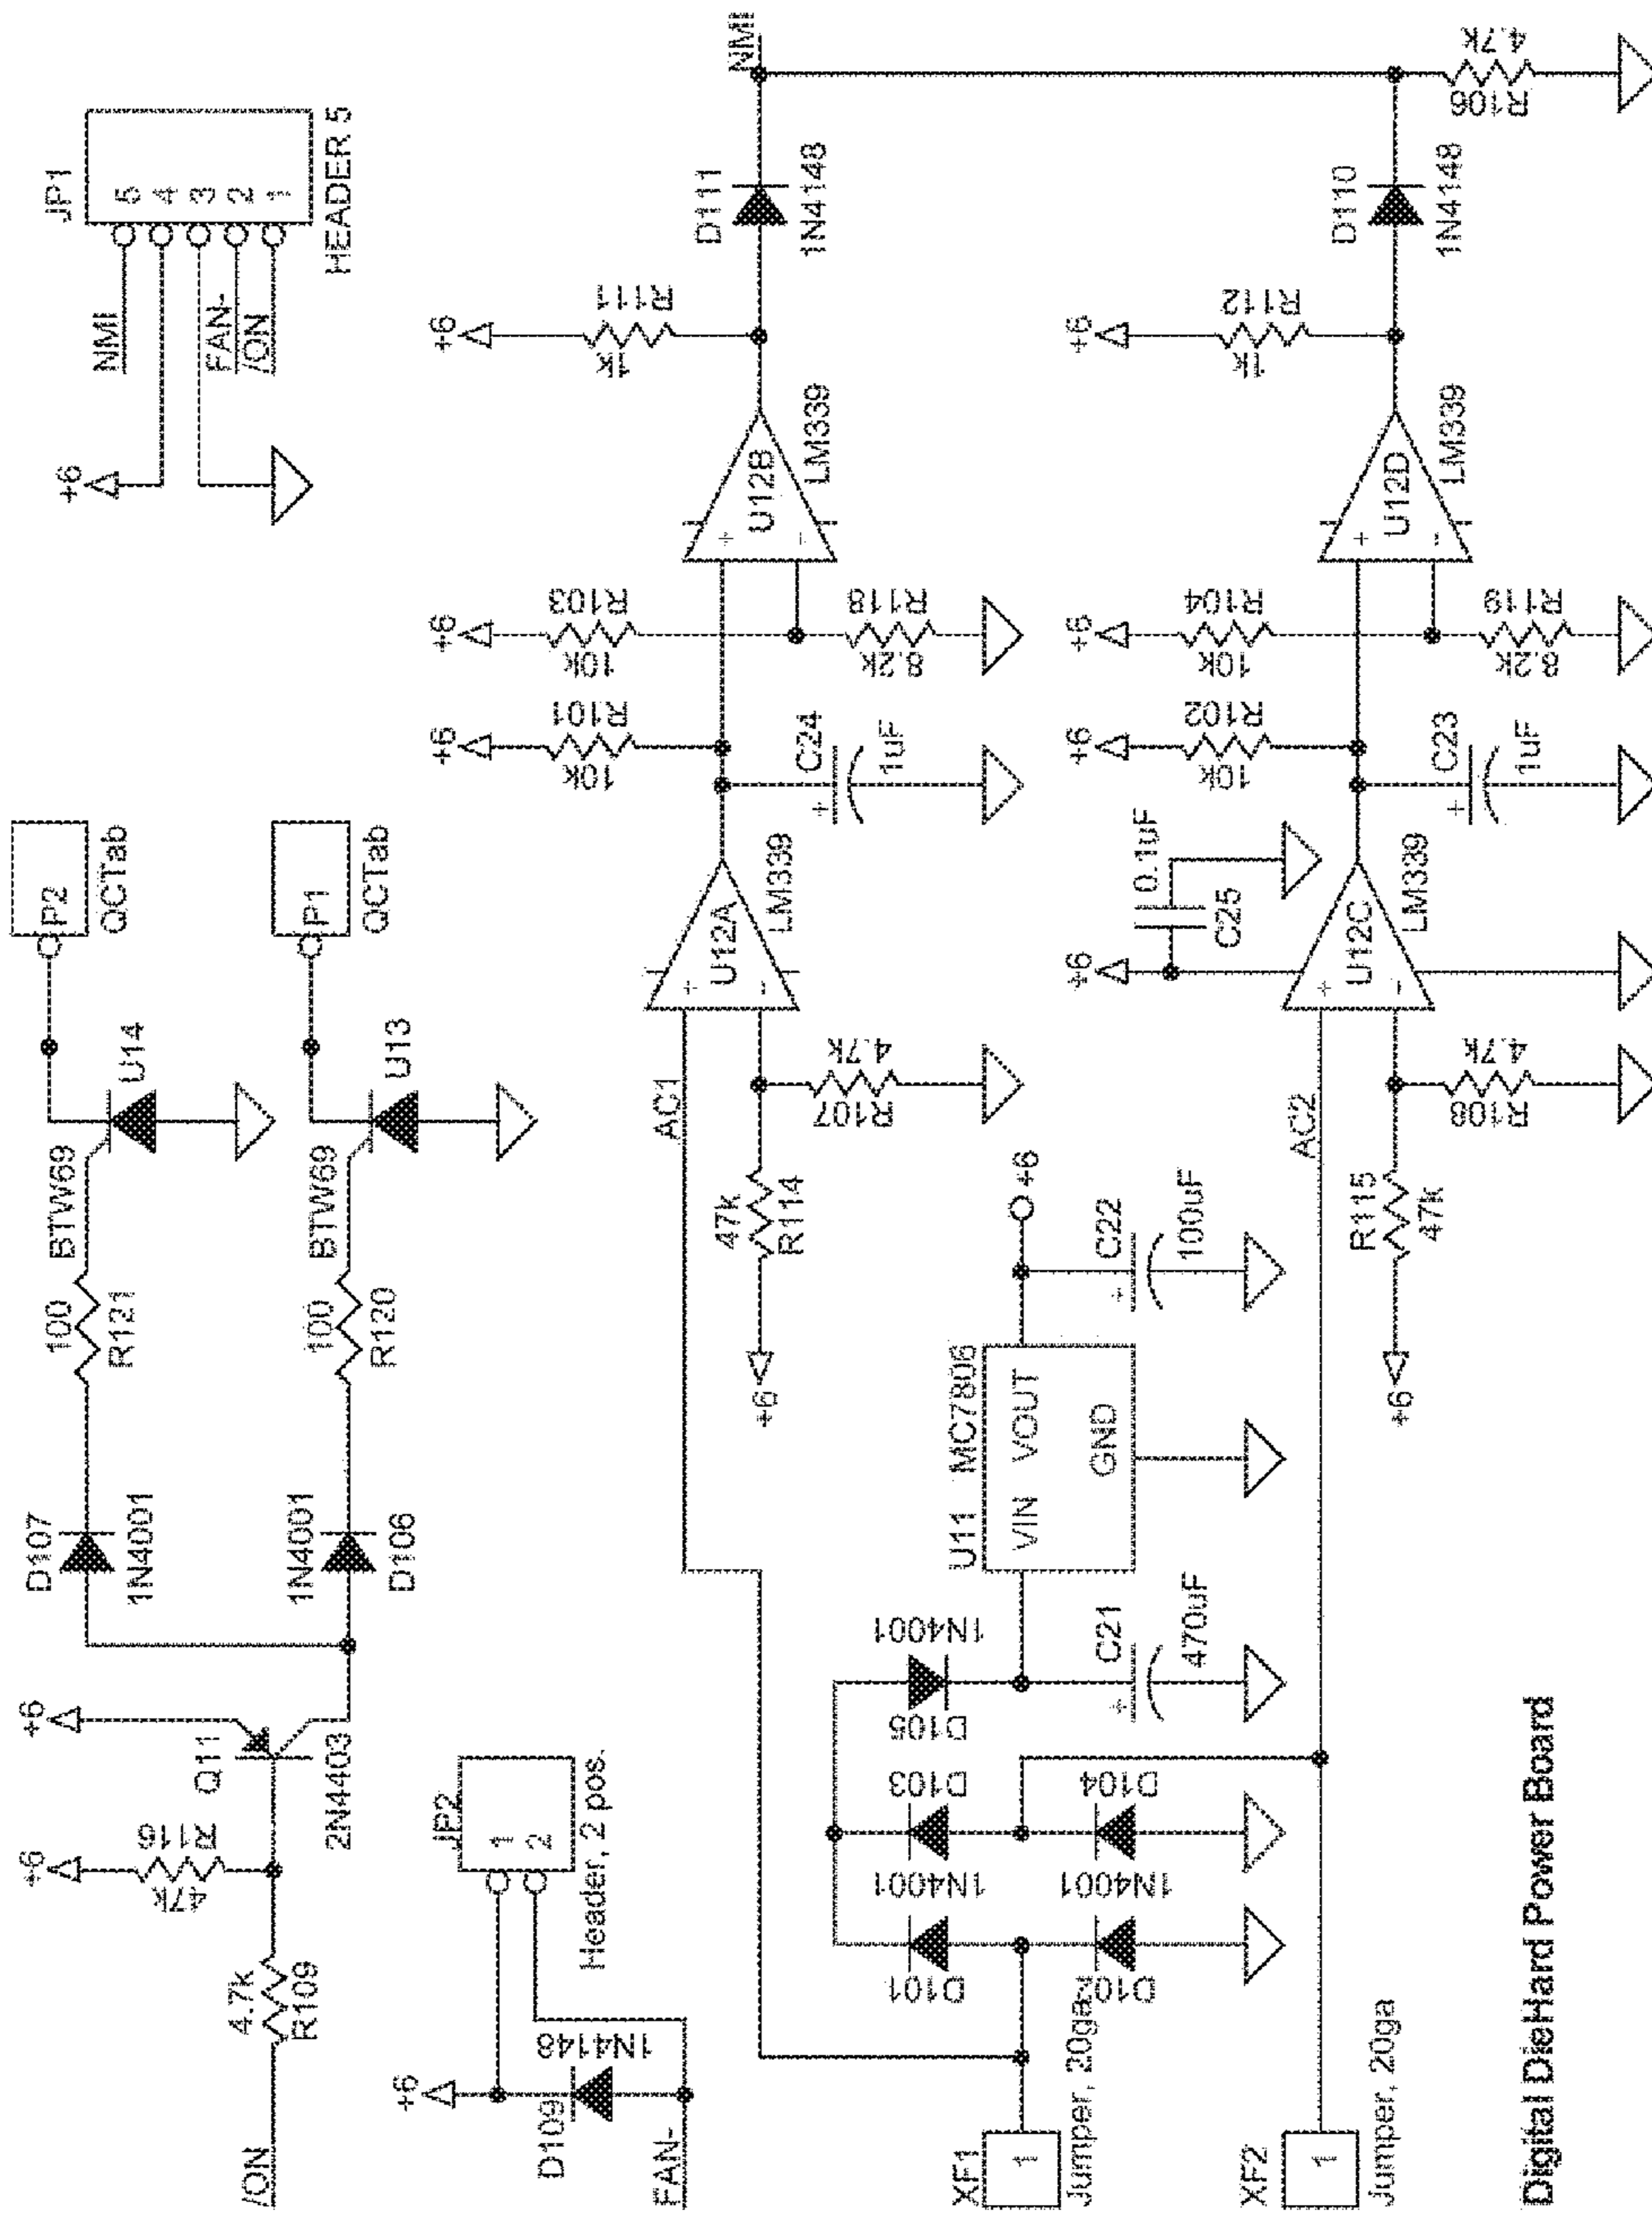 /ON
4.7k
R109
+6
R116
47k
+6
Q11
2N4403
D107
1N4001
1N4001
D106
100
R121
BTW69
U14
P2
QCTab
100
R120
BTW69
U13
P1
QCTab
+6
NMI
FAN-
/ON
JP1
5
4
3
2
1
HEADER 5
+6
D109
1N4148
FAN-
JP2
1
2
Header, 2 pos.
XF1
1
Jumper, 20ga
XF2
1
Jumper, 20ga
D101
1N4001
D103
D102
1N4001
D104
D105
1N4001
C21
470uF
+
U11 MC7806
VIN VOUT
GND
+6
C22
100uF
+
AC1
+6
47k
R114
R107
4.7k
U12A
+
-
LM339
+6
10k
R101
C24
1uF
+
+6
10k
R103
8.2k
R118
U12B
+
-
LM339
+6
1k
R111
D111
1N4148
NMI
AC2
+6
R115
47k
R108
4.7k
+6
0.1uF
C25
U12C
+
-
LM339
+6
10k
R102
C23
1uF
+
+6
10k
R104
8.2k
R119
U12D
+
-
LM339
+6
1k
R112
D110
1N4148
R106
4.7k
Digital DieHard Power Board